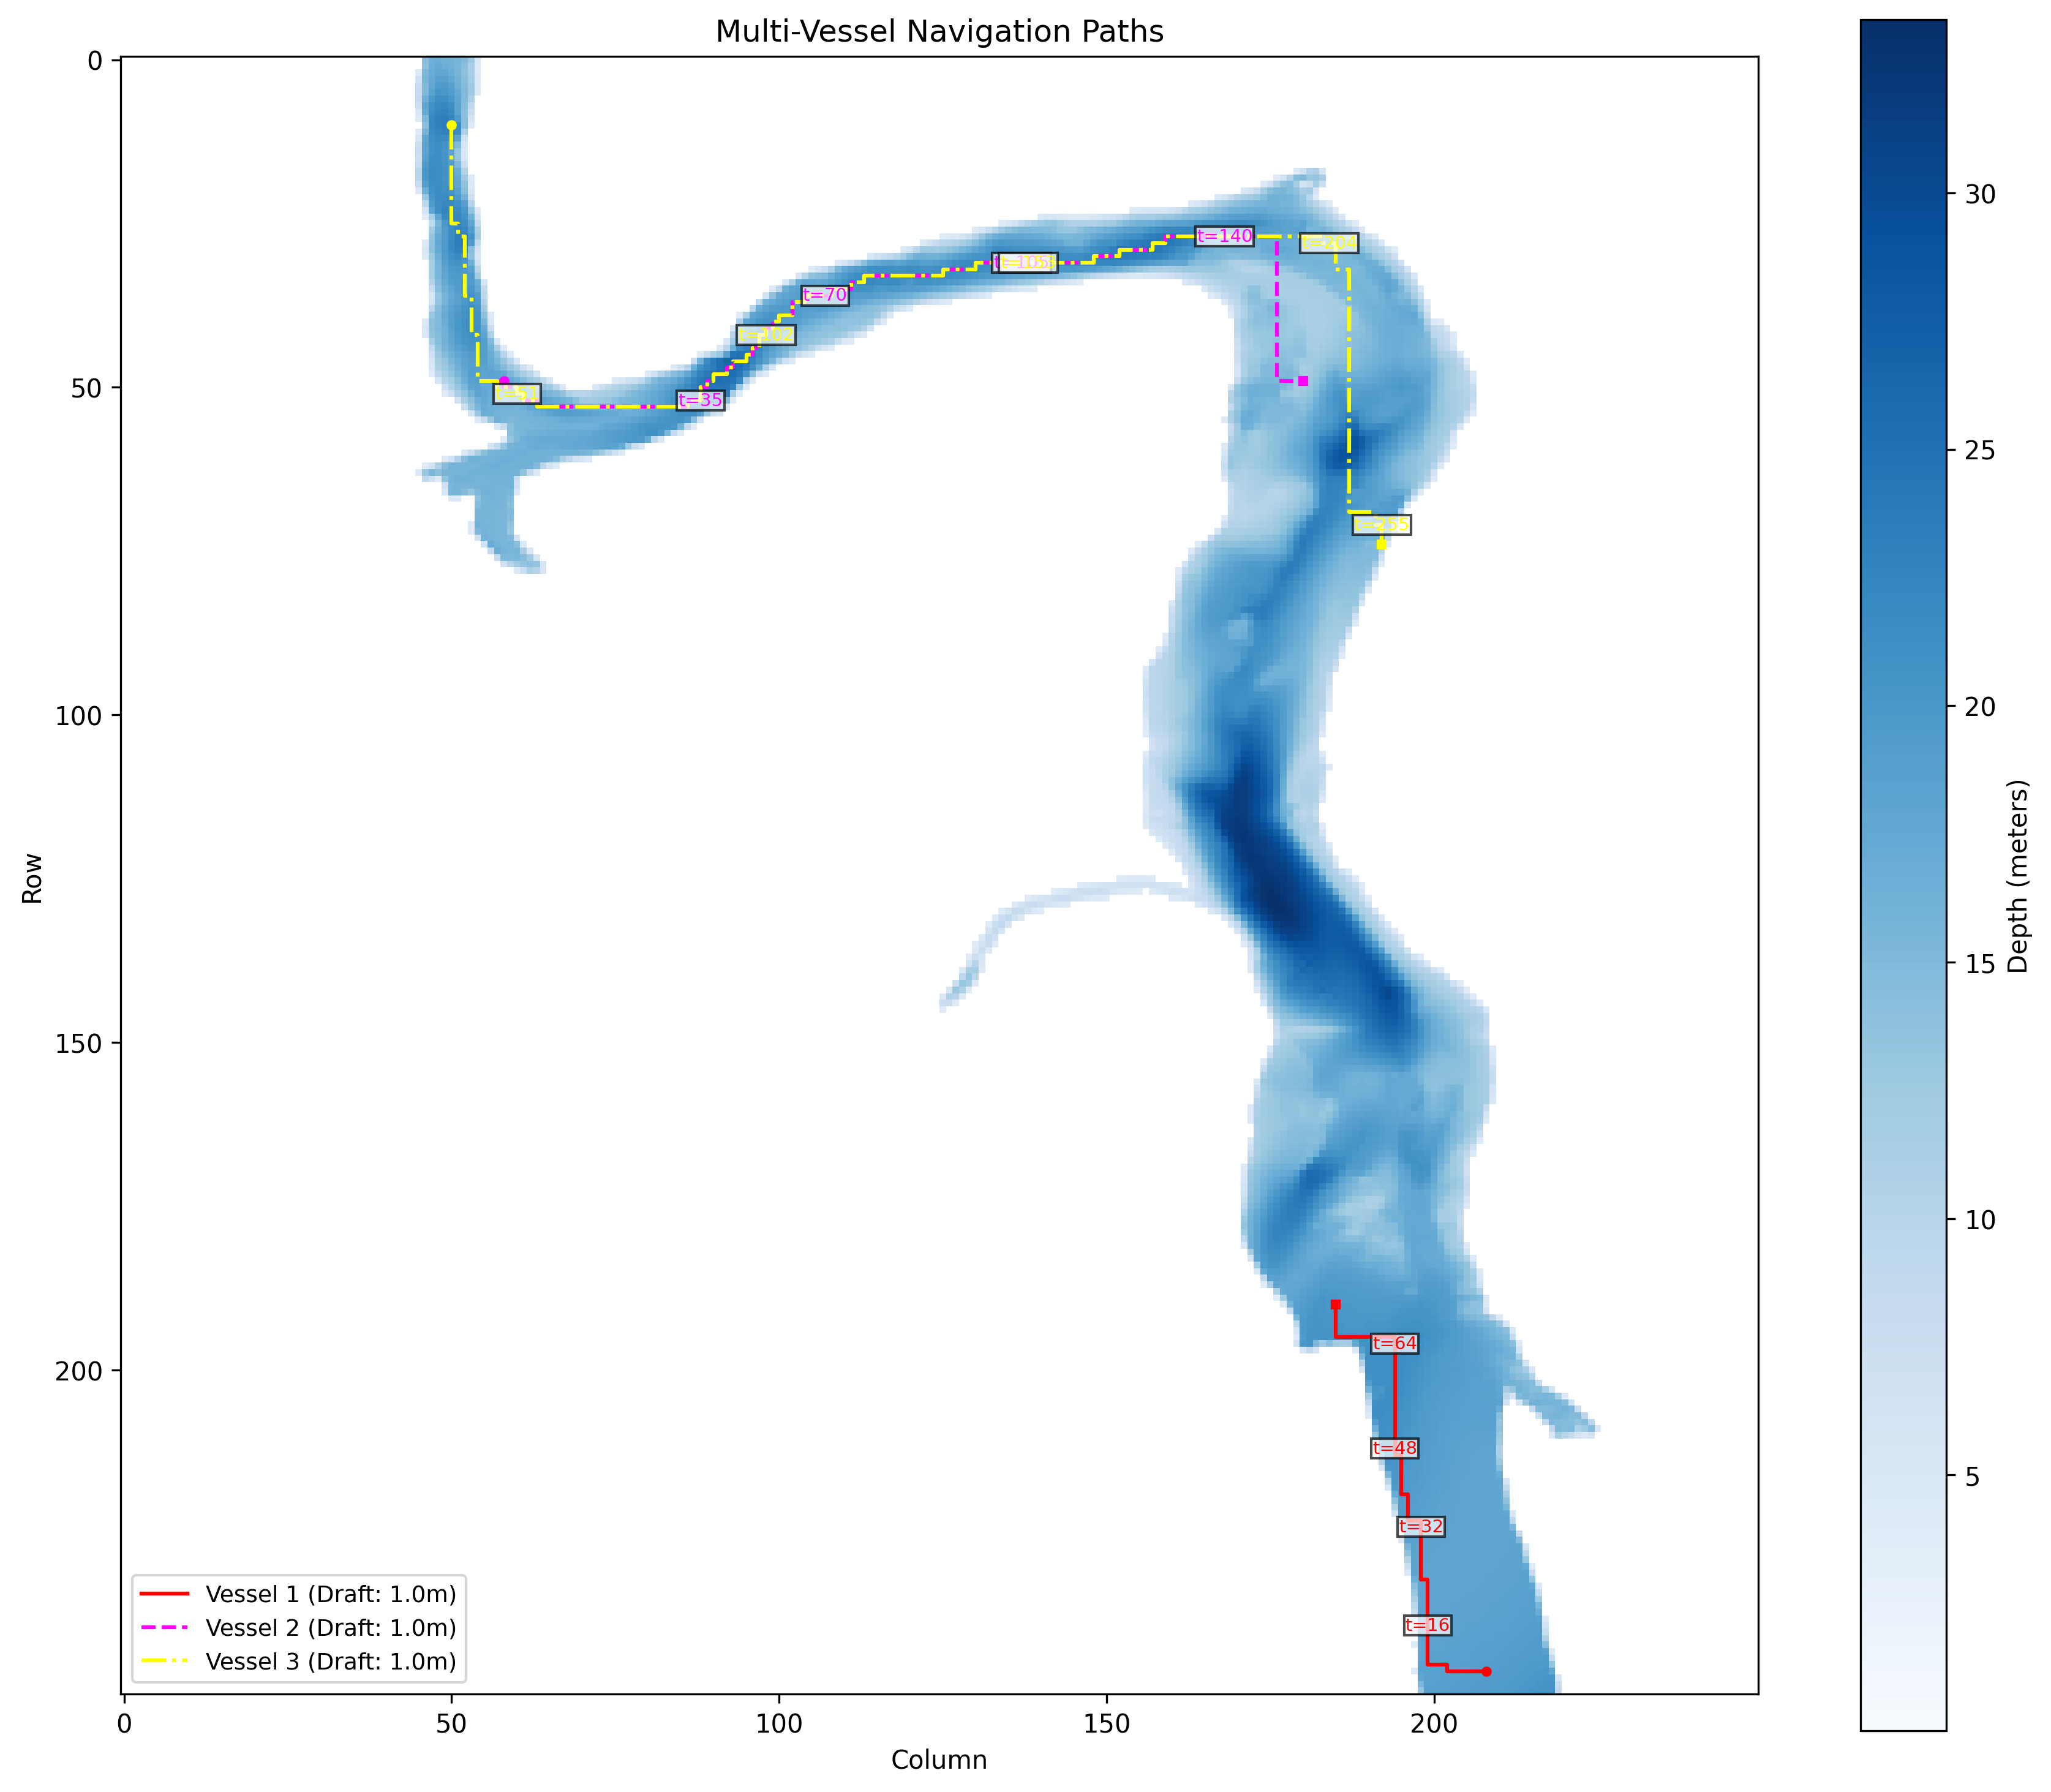 Multi-Vessel Navigation Paths
0
50
100
150
200
Row
0
50
100
150
200
Column
t=204
t=140
t=70
t=102
t=51
t=35
t=255
t=64
t=48
t=32
t=16
Vessel 1 (Draft: 1.0m)
Vessel 2 (Draft: 1.0m)
Vessel 3 (Draft: 1.0m)
30
25
20
15
10
5
Depth (meters)